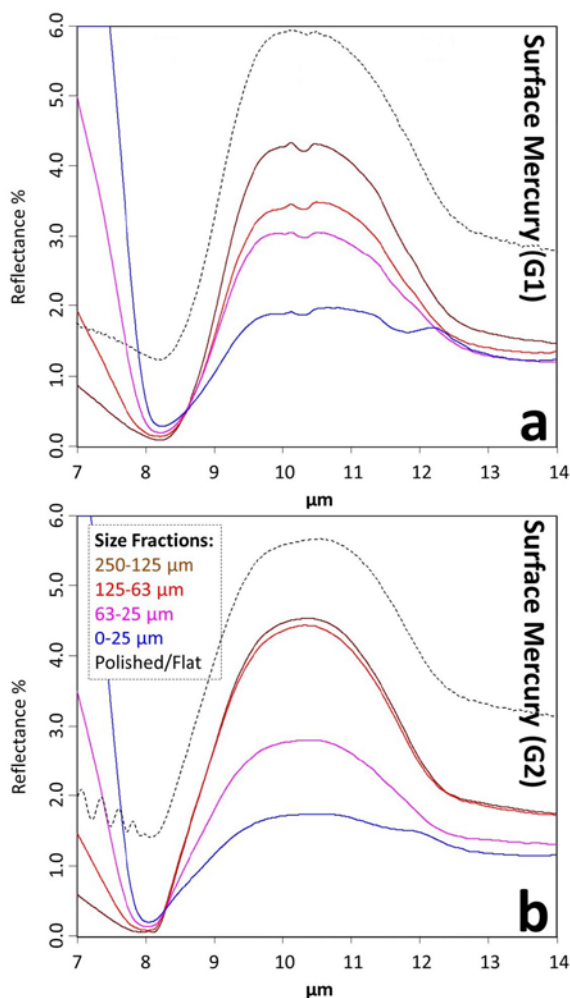 6.0
5.0
4.0
3.0
2.0
1.0
0.0
Reflectance %
Surface Mercury (G1)
a
7 8 9 10 11 12 13 14
µm
6.0
5.0
4.0
3.0
2.0
1.0
0.0
Reflectance %
Size Fractions:
250-125 µm
125-63 µm
63-25 µm
0-25 µm
Polished/Flat
Surface Mercury (G2)
b
7 8 9 10 11 12 13 14
µm